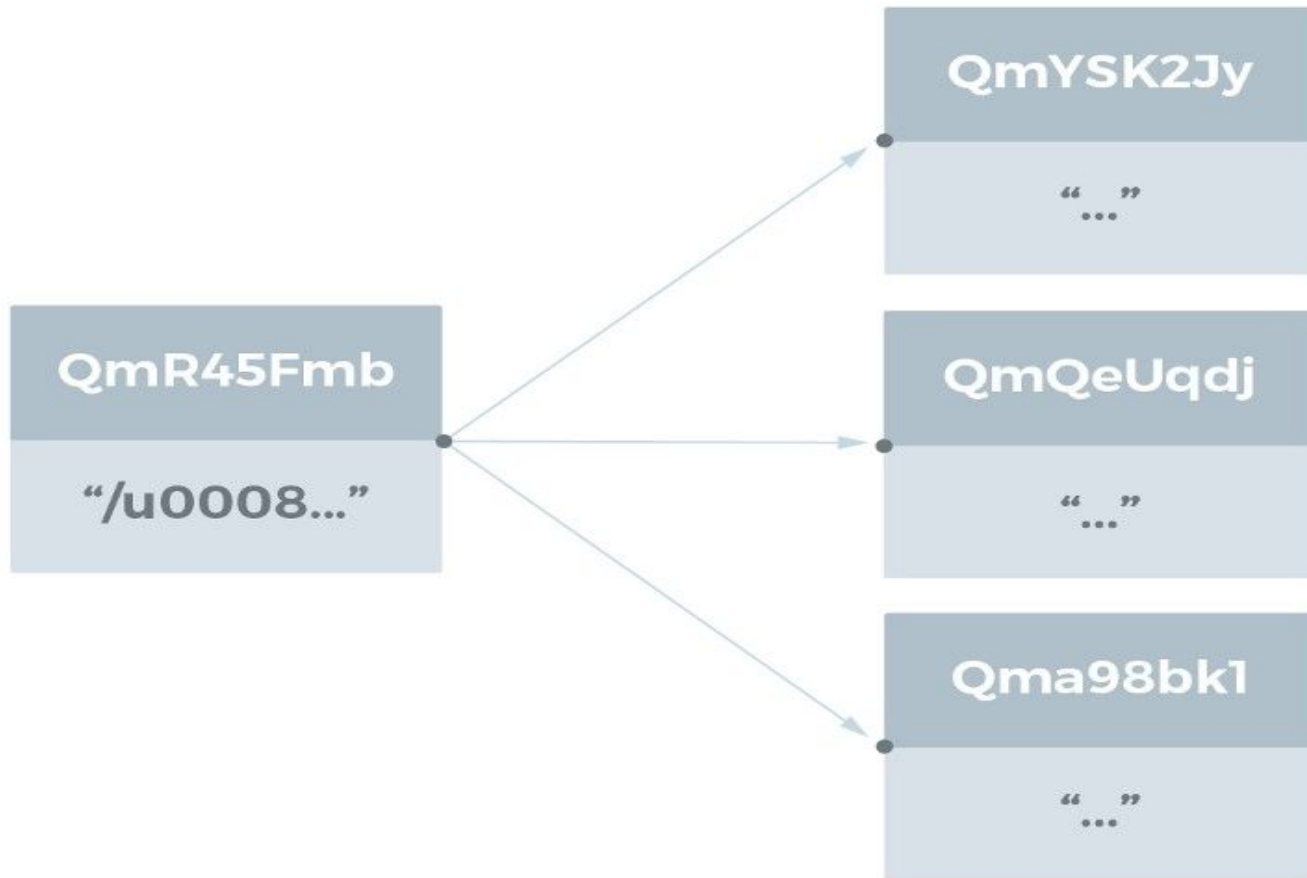 QmYSK2Jy
“...”
QmR45Fmb
“/u0008...”
QmQeUqdj
“...”
Qma98bk1
“...”